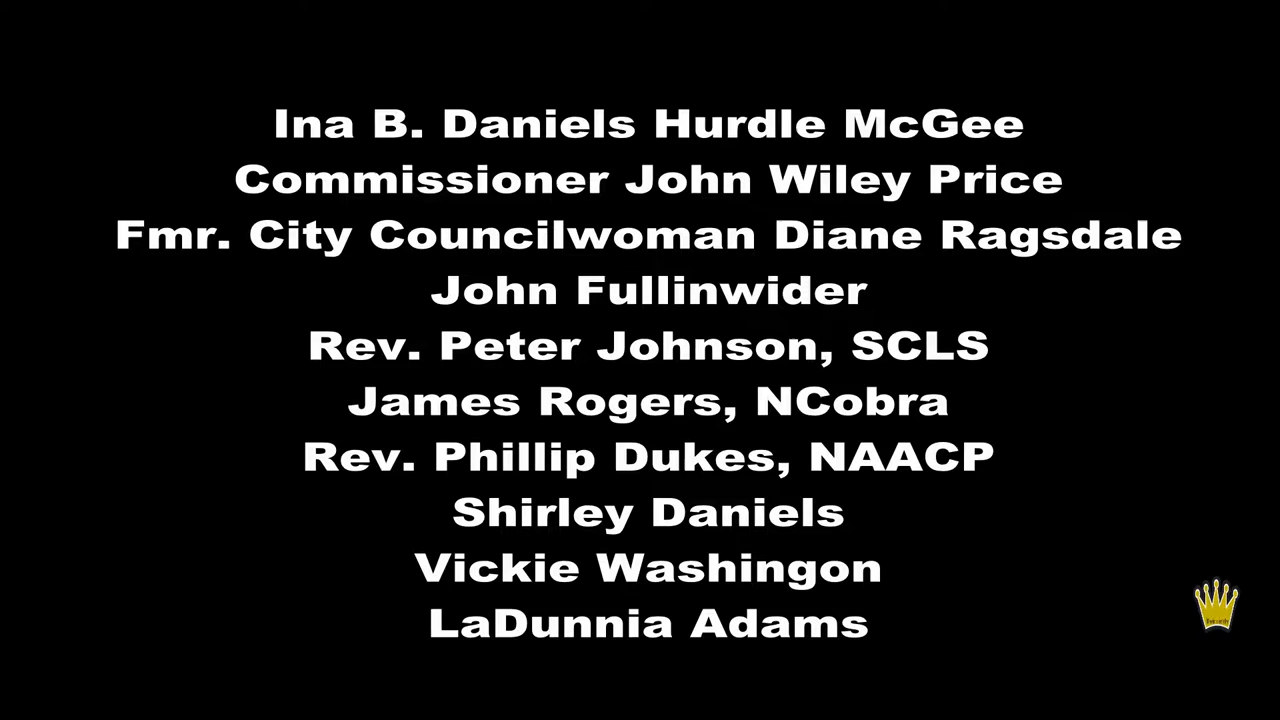 Ina B. Daniels Hurdle McGee
Commissioner John Wiley Price
Fmr. City Councilwoman Diane Ragsdale
John Fullinwider
Rev. Peter Johnson, SCLS
James Rogers, NCobra
Rev. Phillip Dukes, NAACP
Shirley Daniels
Vickie Washingon
LaDunnia Adams